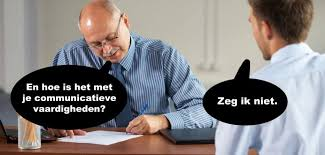 En hoe is het met
je communicatieve
vaardigheden?
Zeg ik niet.